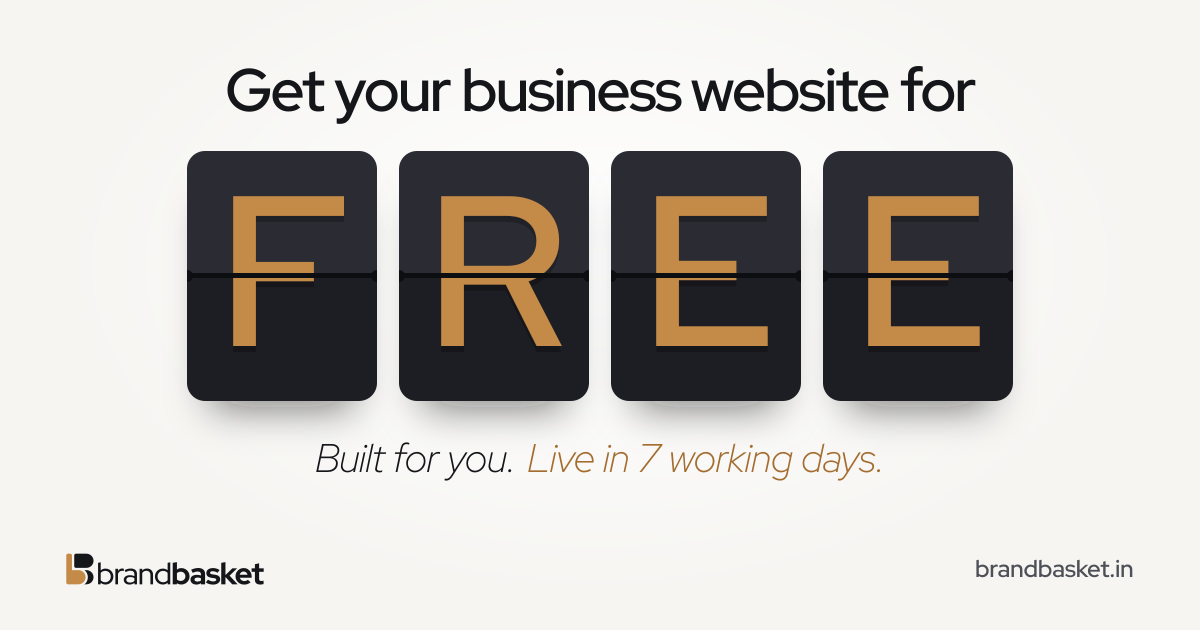 Get your business website for
FREE
Built for you. Live in 7 working days.
brandbasket
brandbasket.in